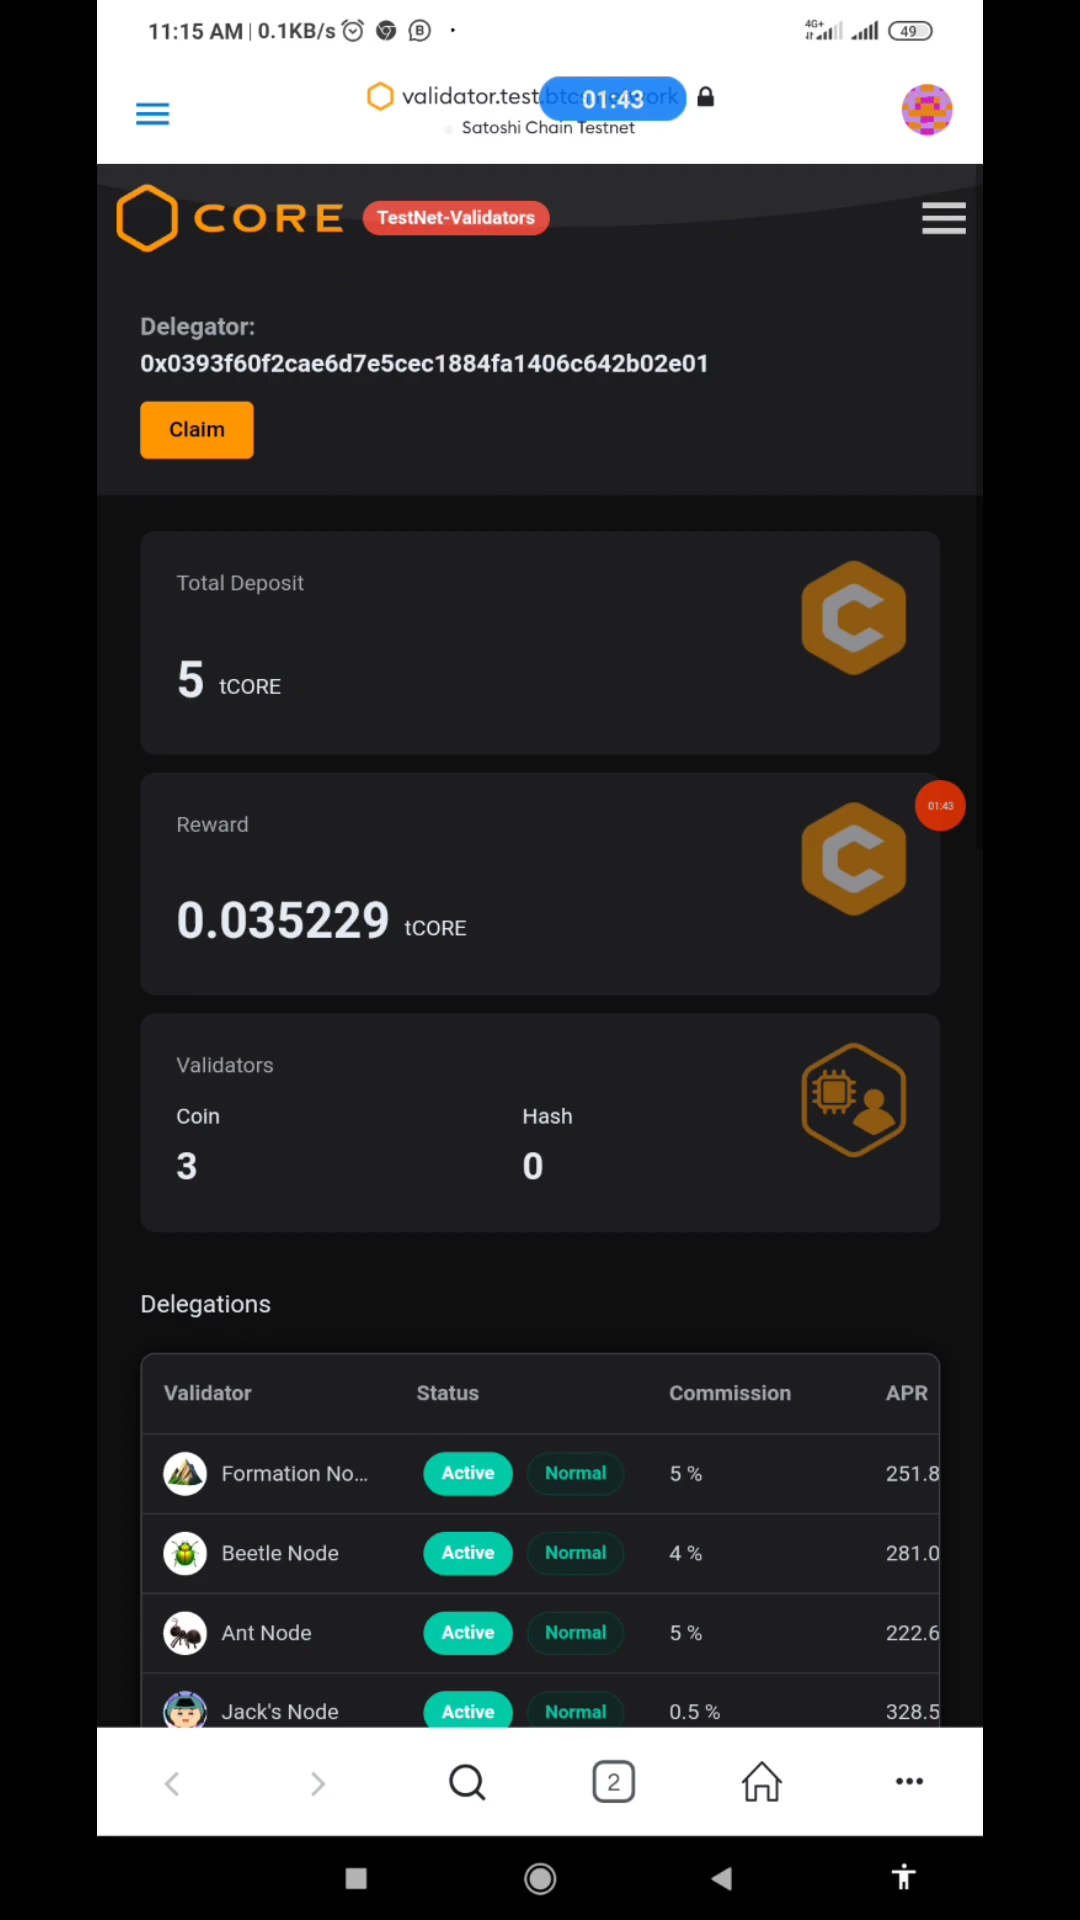 11:15 AM | 0.1KB/s
4G+
49
validator.test.btcs.network
01:43
Satoshi Chain Testnet
CORE TestNet-Validators
Delegator:
0x0393f60f2cae6d7e5cec1884fa1406c642b02e01
Claim
Total Deposit
5 tCORE
Reward
01:43
0.035229 tCORE
Validators
Coin Hash
3 0
Delegations
Validator Status Commission APR
Formation No... Active Normal 5 % 251.8
Beetle Node Active Normal 4 % 281.0
Ant Node Active Normal 5 % 222.6
Jack's Node Active Normal 0.5 % 328.5
2